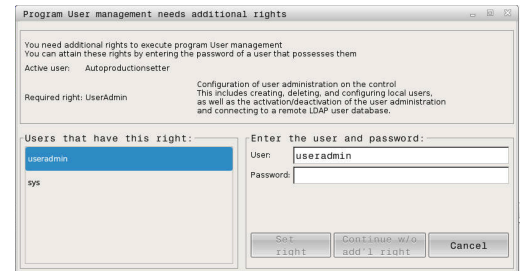 Program User management needs additional rights
You need additional rights to execute program User management
You can attain these rights by entering the password of a user that possesses them
Active user: Autoproductionsetter
Required right: UserAdmin
Configuration of user administration on the control
This includes creating, deleting, and configuring local users,
as well as the activation/deactivation of the user administration
and connecting to a remote LDAP user database.
Users that have this right:
useradmin
sys
Enter the user and password:
User: useradmin
Password:
Set
right
Continue w/o
add'l right
Cancel